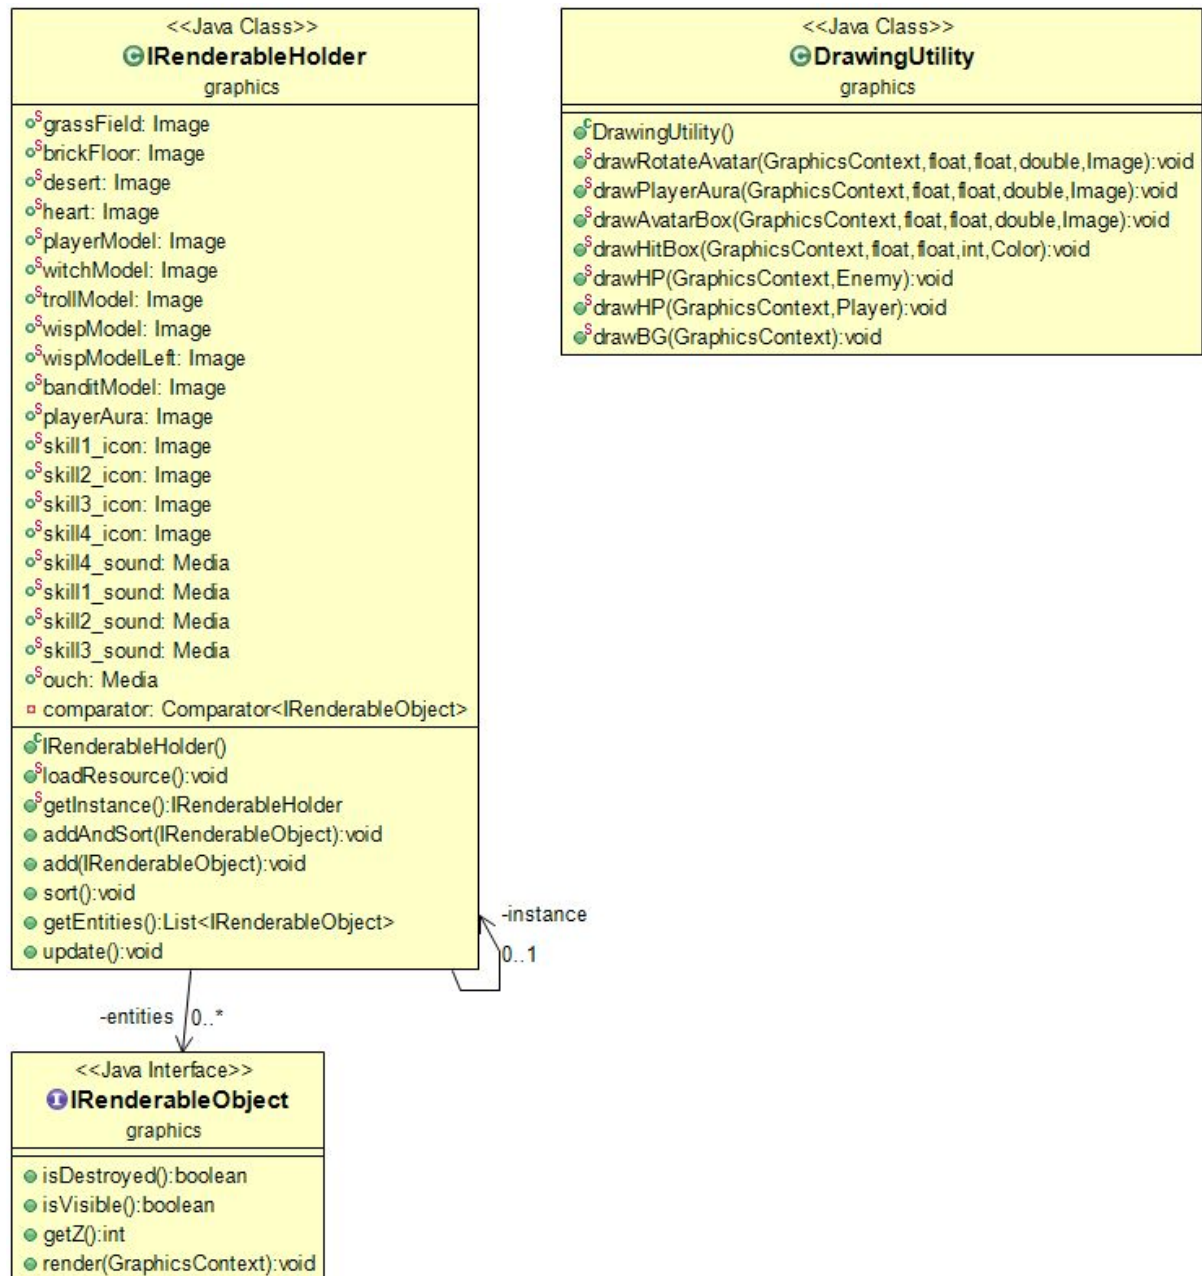 <<Java Class>>
IRenderableHolder
graphics
grassField: Image
brickFloor: Image
desert: Image
heart: Image
playerModel: Image
witchModel: Image
trollModel: Image
wispModel: Image
wispModelLeft: Image
banditModel: Image
playerAura: Image
skill1_icon: Image
skill2_icon: Image
skill3_icon: Image
skill4_icon: Image
skill4_sound: Media
skill1_sound: Media
skill2_sound: Media
skill3_sound: Media
ouch: Media
comparator: Comparator<IRenderableObject>
IRenderableHolder()
loadResource():void
getInstance():IRenderableHolder
addAndSort(IRenderableObject):void
add(IRenderableObject):void
sort():void
getEntities():List<IRenderableObject>
update():void
-instance
0..1
-entities 0..*
<<Java Interface>>
IRenderableObject
graphics
isDestroyed():boolean
isVisible():boolean
getZ():int
render(GraphicsContext):void
<<Java Class>>
DrawingUtility
graphics
DrawingUtility()
drawRotateAvatar(GraphicsContext,float,float,double,Image):void
drawPlayerAura(GraphicsContext,float,float,double,Image):void
drawAvatarBox(GraphicsContext,float,float,double,Image):void
drawHitBox(GraphicsContext,float,float,int,Color):void
drawHP(GraphicsContext,Enemy):void
drawHP(GraphicsContext,Player):void
drawBG(GraphicsContext):void